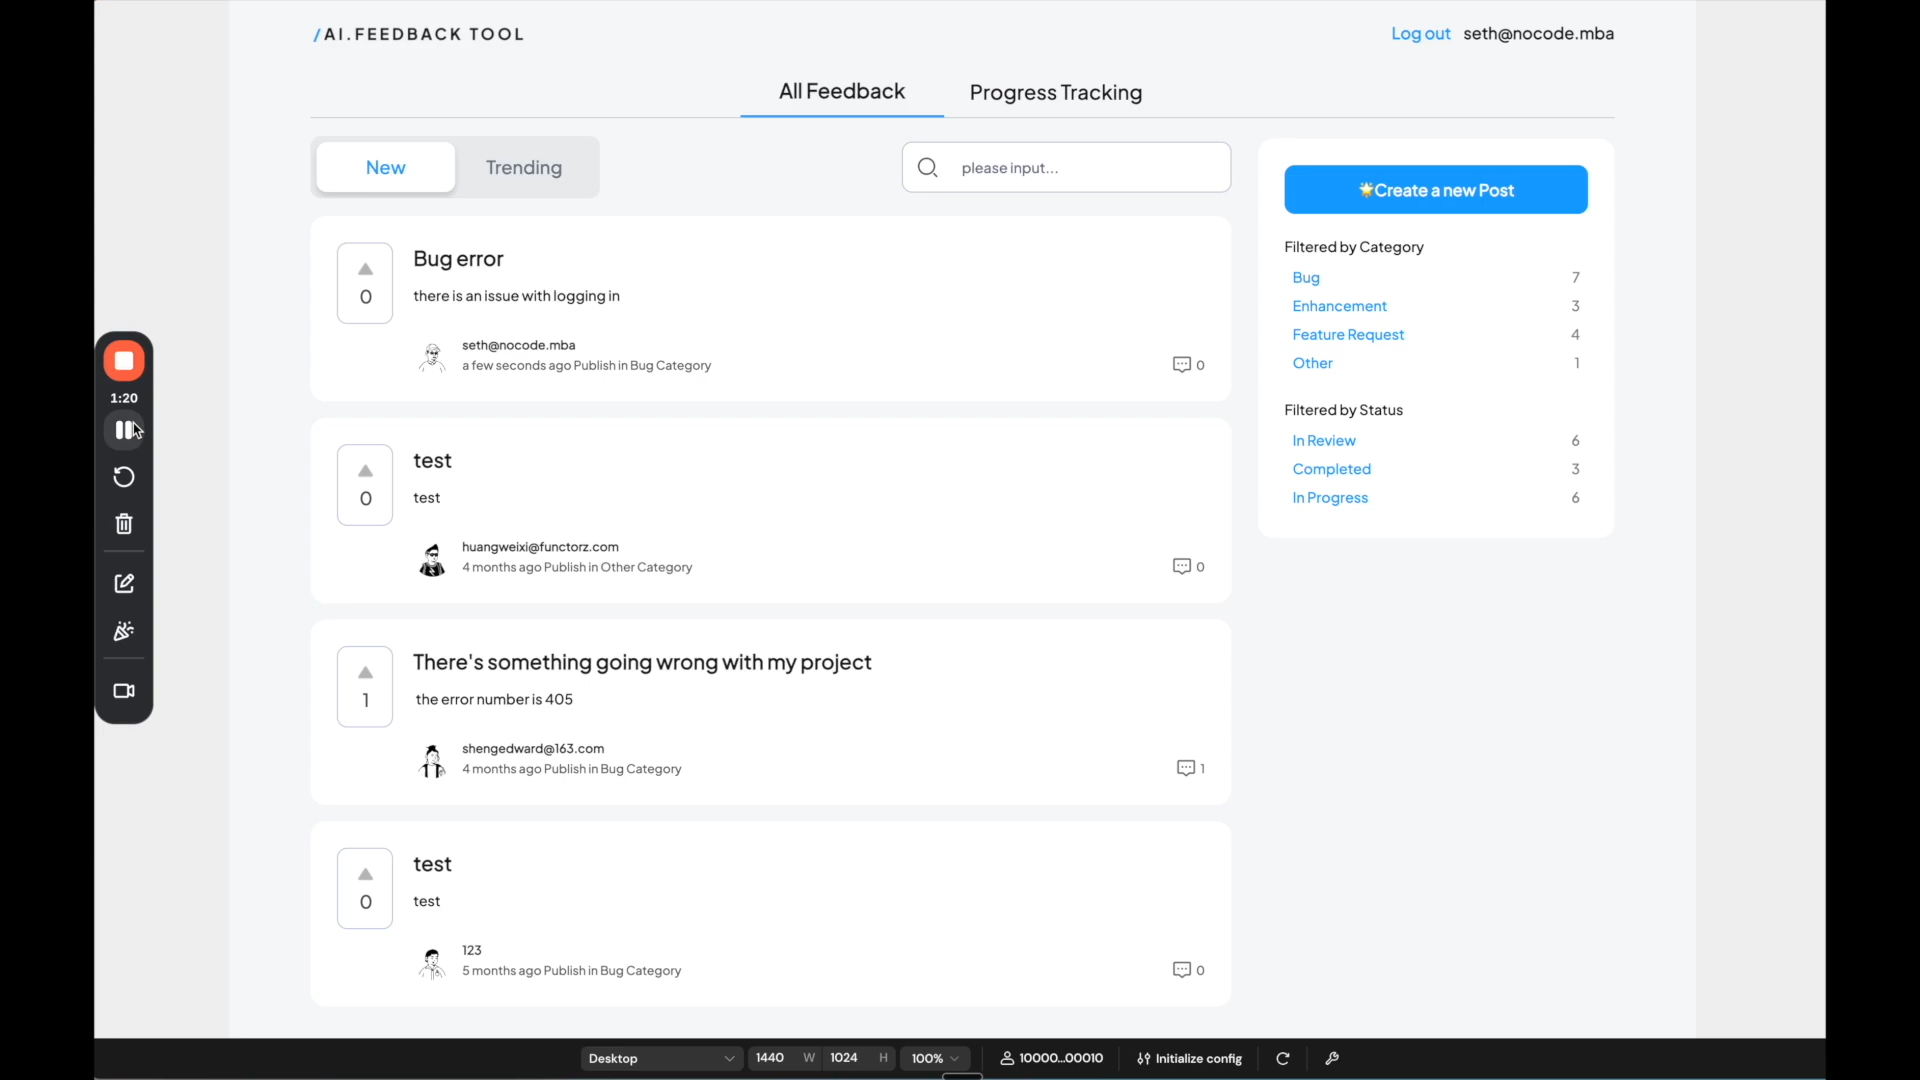 /AI.FEEDBACK TOOL
Log out seth@nocode.mba
All Feedback Progress Tracking
New Trending
please input...
🌟Create a new Post
Bug error
0
there is an issue with logging in
seth@nocode.mba
a few seconds ago Publish in Bug Category
0
Filtered by Category
Bug 7
Enhancement 3
Feature Request 4
Other 1
Filtered by Status
In Review 6
Completed 3
In Progress 6
1:20
test
0
test
huangweixi@functorz.com
4 months ago Publish in Other Category
0
There's something going wrong with my project
1
the error number is 405
shengedward@163.com
4 months ago Publish in Bug Category
1
test
0
test
123
5 months ago Publish in Bug Category
0
Desktop 1440 W 1024 H 100% 10000...00010 Initialize config